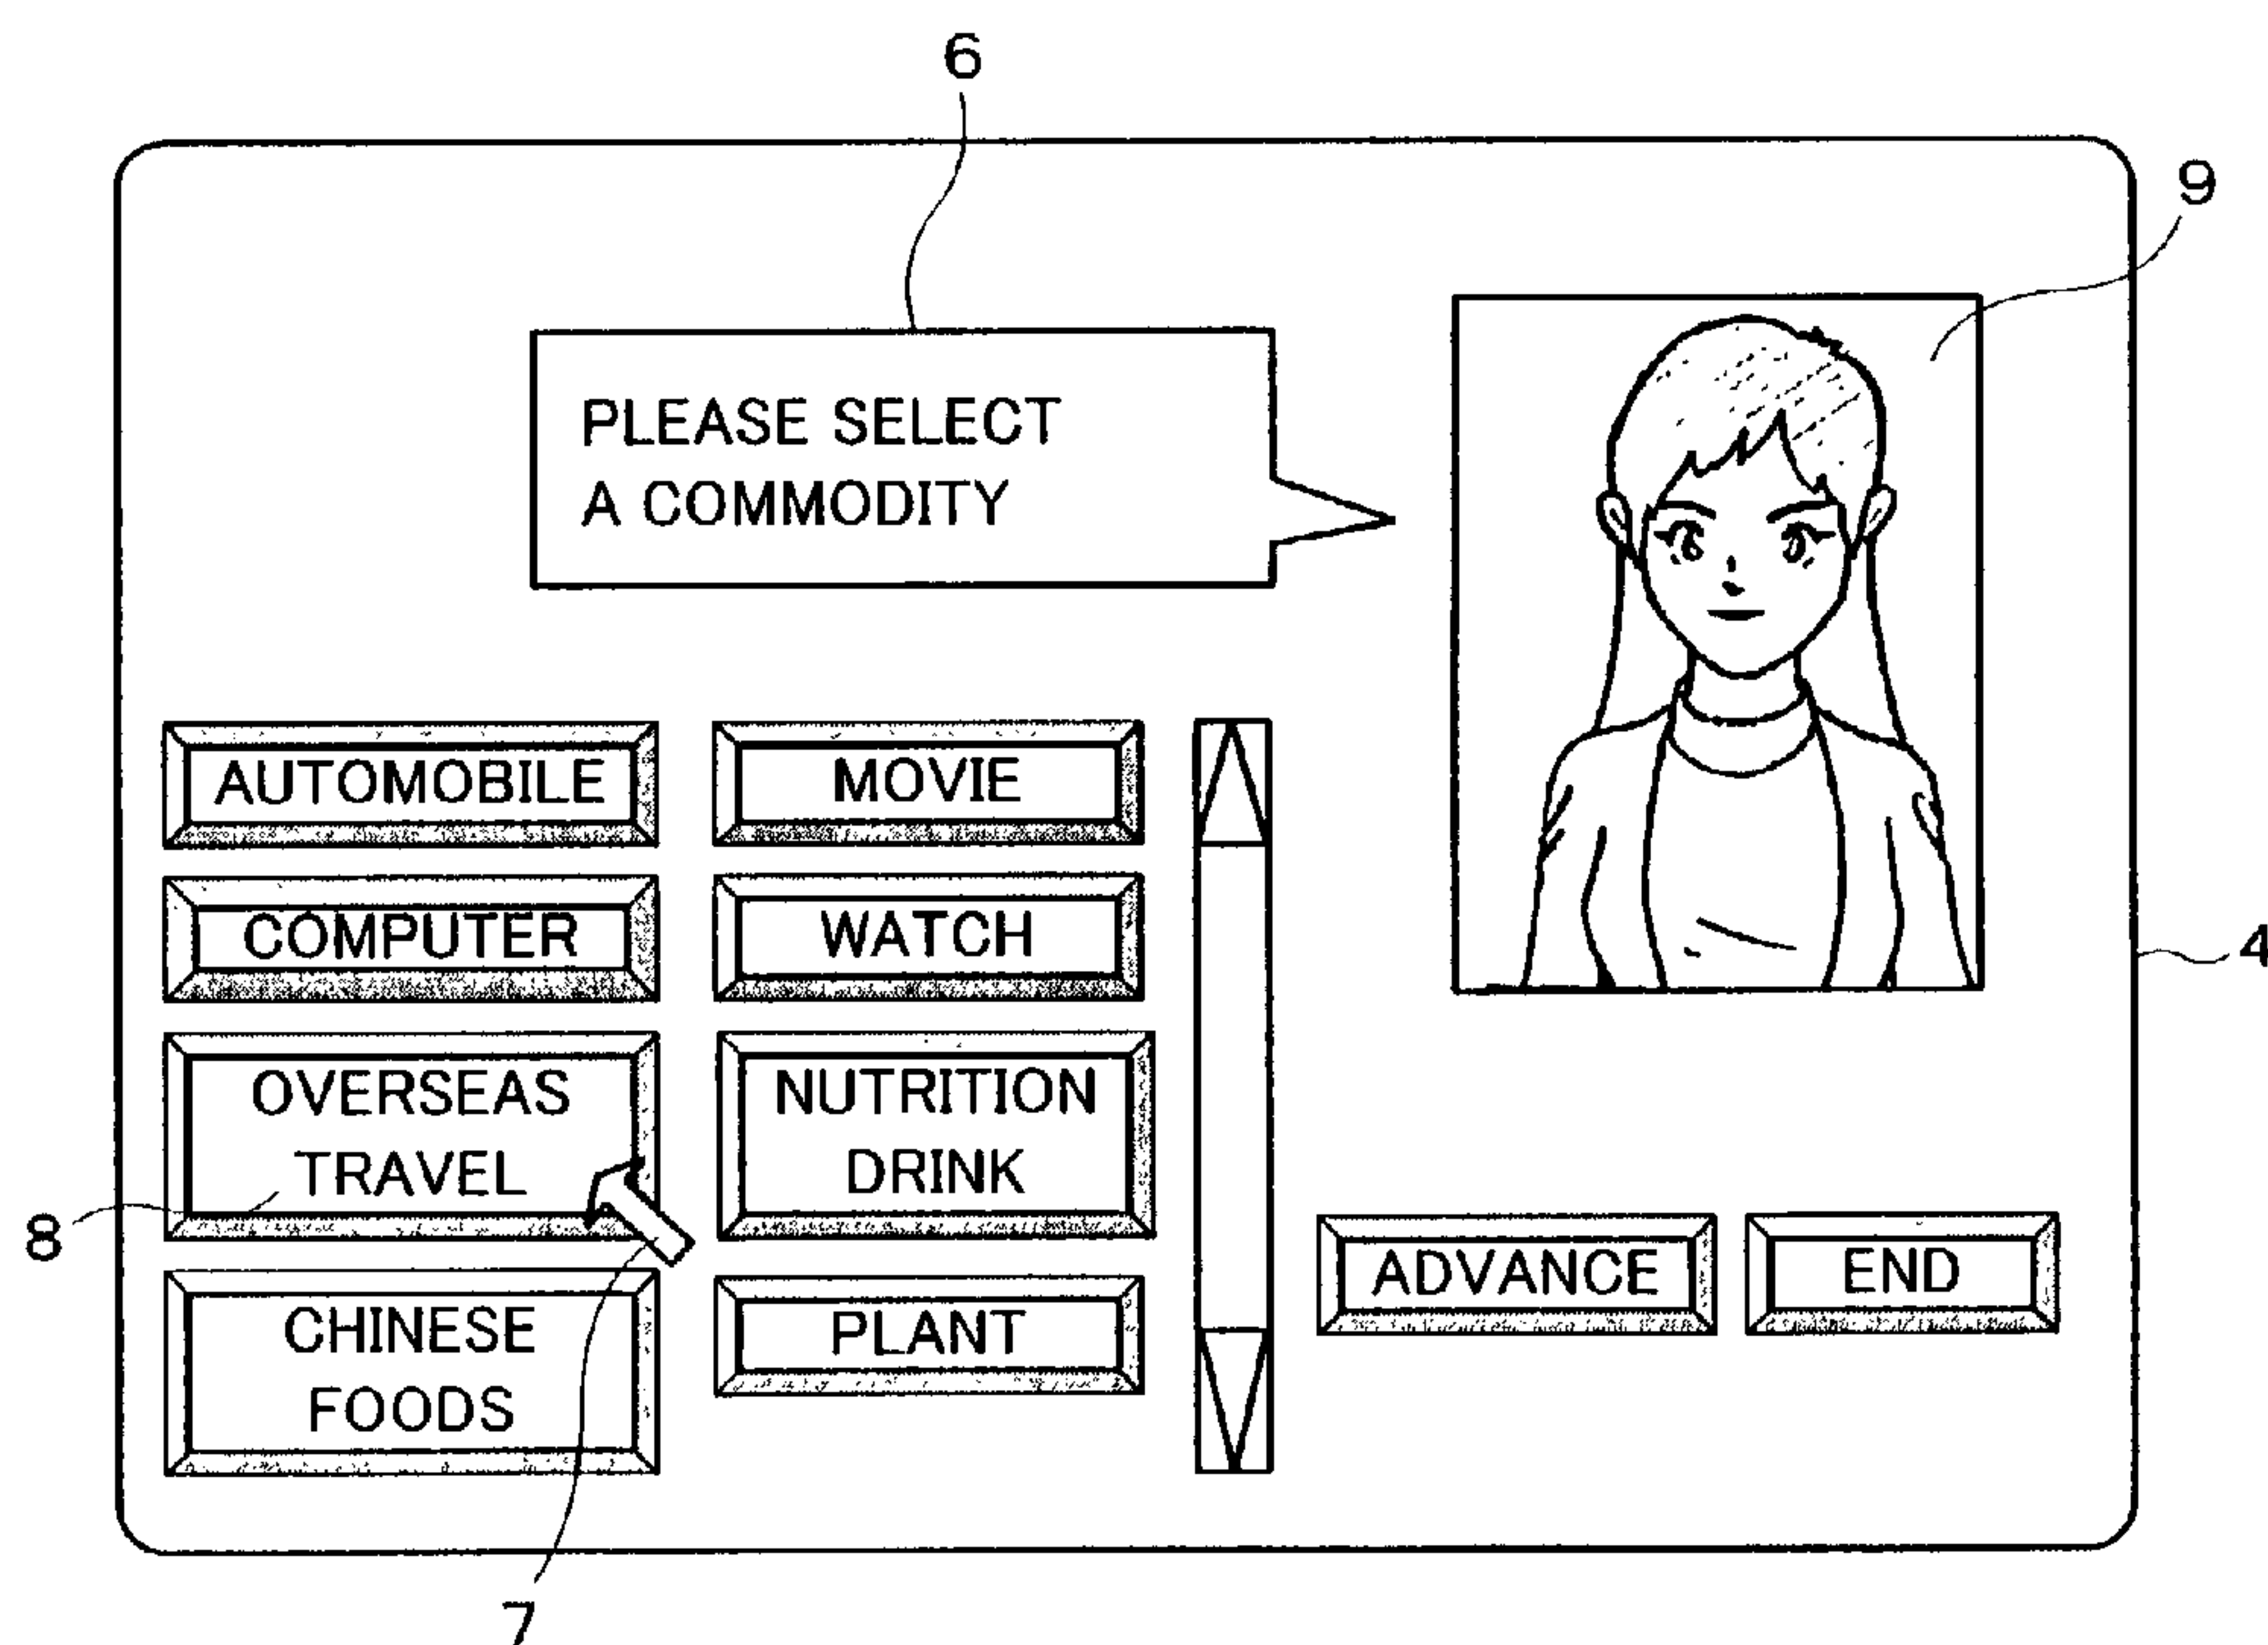 6
9
PLEASE SELECT
A COMMODITY
AUTOMOBILE
MOVIE
COMPUTER
WATCH
4
OVERSEAS
TRAVEL
NUTRITION
DRINK
8
ADVANCE
END
CHINESE
FOODS
PLANT
7